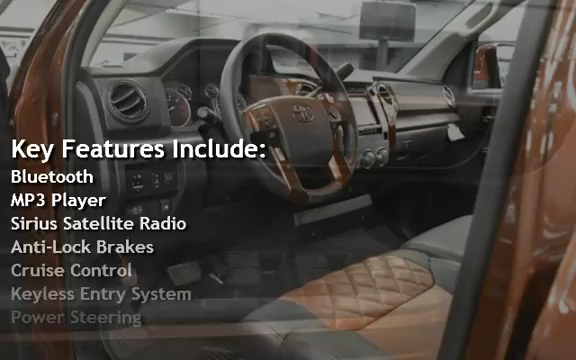 Key Features Include:
Bluetooth
MP3 Player
Sirius Satellite Radio
Anti-Lock Brakes
Cruise Control
Keyless Entry System
Power Steering